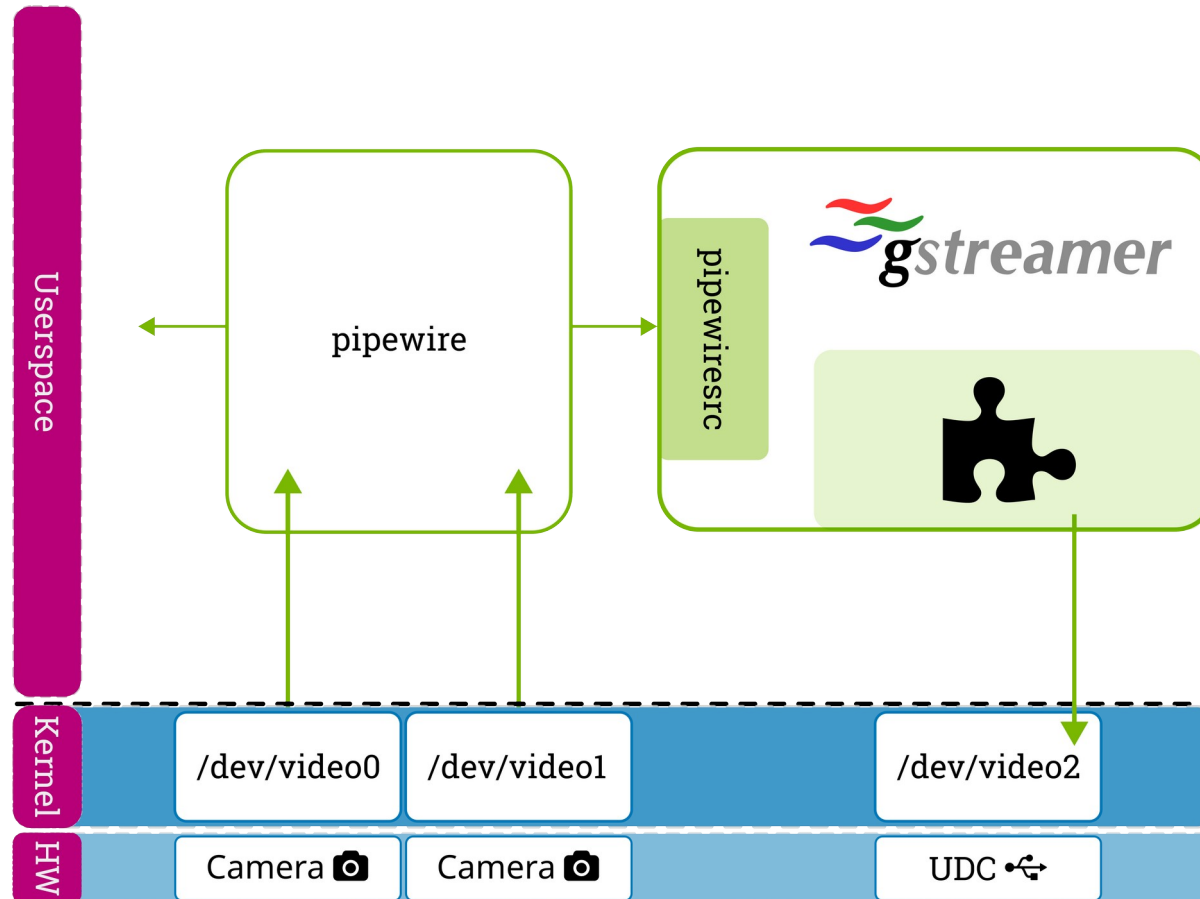 Userspace
pipewire
pipewiresrc
gstreamer
Kernel
/dev/video0
/dev/video1
/dev/video2
HW
Camera
Camera
UDC